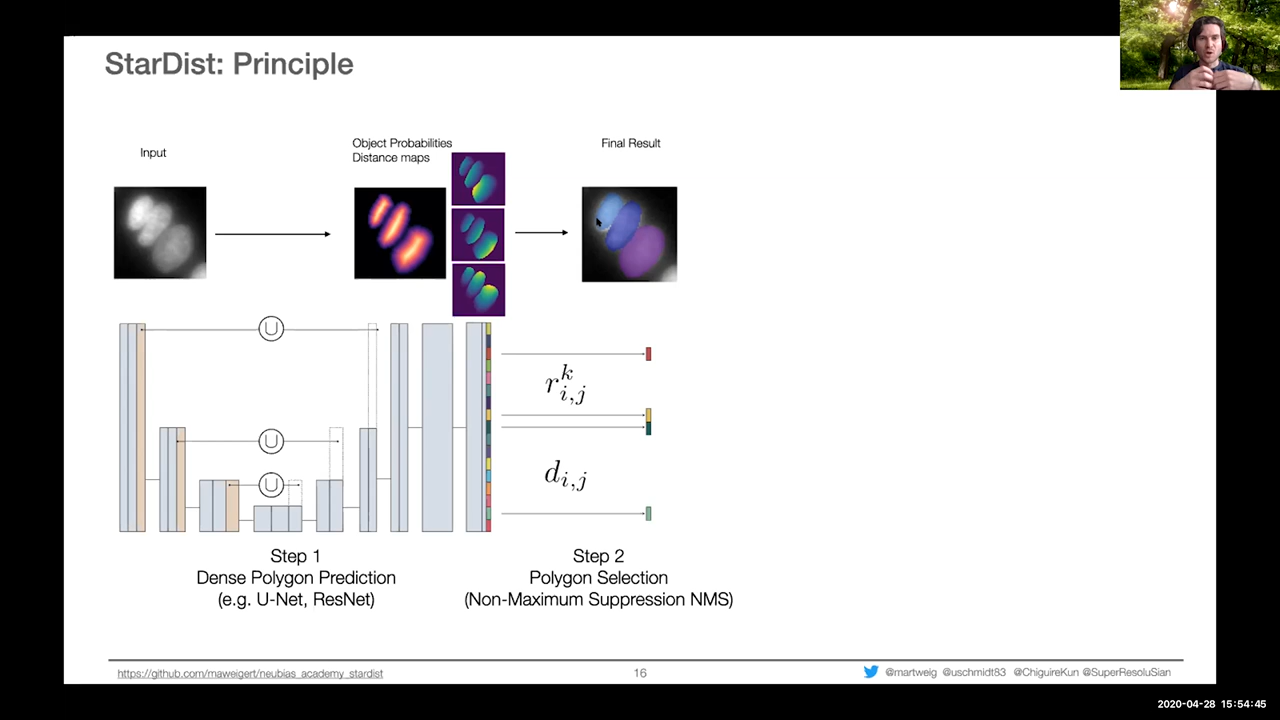 StarDist: Principle
Input
Object Probabilities
Distance maps
Final Result
U
U
U
r^k_{i,j}
d_{i,j}
Step 1
Dense Polygon Prediction
(e.g. U-Net, ResNet)
Step 2
Polygon Selection
(Non-Maximum Suppression NMS)
https://github.com/maweigert/neubias_academy_stardist
16
@martweig @uschmidt83 @ChiguireKun @SuperResoluSian
2020-04-28 15:54:45